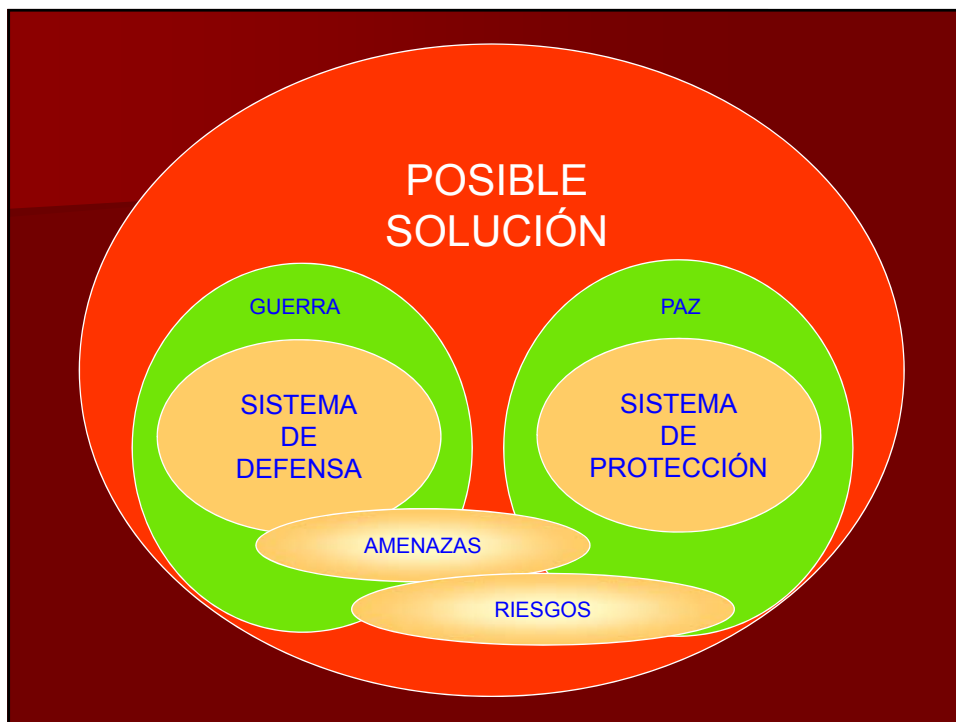 POSIBLE
SOLUCIÓN
GUERRA
SISTEMA
DE
DEFENSA
PAZ
SISTEMA
DE
PROTECCIÓN
AMENAZAS
RIESGOS